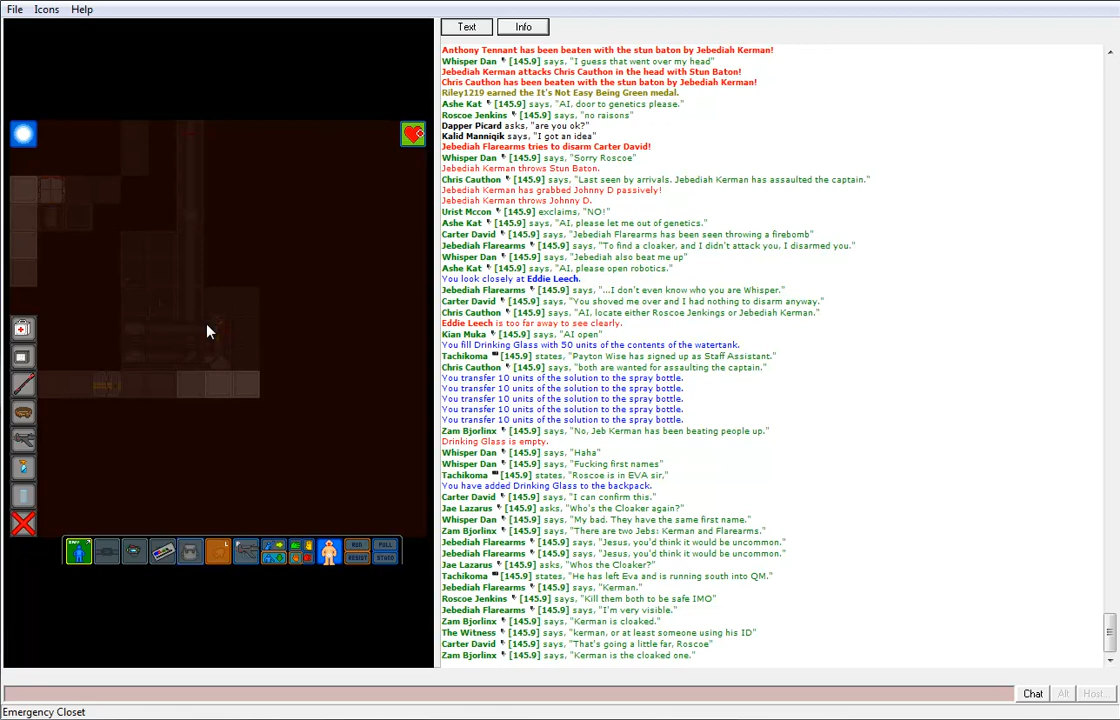 File Icons Help
Text Info
Anthony Tennant has been beaten with the stun baton by Jebediah Kerman!
Whisper Dan [145.9] says, "I guess that went over my head"
Jebediah Kerman attacks Chris Cauthon in the head with Stun Baton!
Chris Cauthon has been beaten with the stun baton by Jebediah Kerman!
Riley1219 earned the It's Not Easy Being Green medal.
Ashe Kat [145.9] says, "AI, door to genetics please."
Roscoe Jenkins [145.9] says, "no raisons"
Dapper Picard asks, "are you ok?"
Kalid Manniqik says, "I got an idea"
Jebediah Flarearms tries to disarm Carter David!
Whisper Dan [145.9] says, "Sorry Roscoe"
Jebediah Kerman throws Stun Baton.
Chris Cauthon [145.9] says, "Last seen by arrivals. Jebediah Kerman has assaulted the captain."
Jebediah Kerman has grabbed Johnny D passively!
Jebediah Kerman throws Johnny D.
Urist Mccon [145.9] exclaims, "NO!"
Ashe Kat [145.9] says, "AI, please let me out of genetics."
Carter David [145.9] says, "Jebediah Flarearms has been seen throwing a firebomb"
Jebediah Flarearms [145.9] says, "To find a cloaker, and I didn't attack you, I disarmed you."
Whisper Dan [145.9] says, "Jebediah also beat me up"
Ashe Kat [145.9] says, "AI, please open robotics."
You look closely at Eddie Leech.
Jebediah Flarearms [145.9] says, "...I don't even know who you are Whisper."
Carter David [145.9] says, "You shoved me over and I had nothing to disarm anyway."
Chris Cauthon [145.9] says, "AI, locate either Roscoe Jenkings or Jebediah Kerman."
Eddie Leech is too far away to see clearly.
Kian Muka [145.9] says, "AI open"
You fill Drinking Glass with 50 units of the contents of the watertank.
Tachikoma states, "Payton Wise has signed up as Staff Assistant."
Chris Cauthon [145.9] says, "both are wanted for assaulting the captain."
You transfer 10 units of the solution to the spray bottle.
You transfer 10 units of the solution to the spray bottle.
You transfer 10 units of the solution to the spray bottle.
You transfer 10 units of the solution to the spray bottle.
You transfer 10 units of the solution to the spray bottle.
Zam Bjorlinx [145.9] says, "No, Jeb Kerman has been beating people up."
Drinking Glass is empty.
Whisper Dan [145.9] says, "Haha"
Whisper Dan [145.9] says, "Fucking first names"
Tachikoma [145.9] states, "Roscoe is in EVA sir,"
You have added Drinking Glass to the backpack.
Carter David [145.9] says, "I can confirm this."
Jae Lazarus [145.9] asks, "Who's the Cloaker again?"
Whisper Dan [145.9] says, "My bad. They have the same first name."
Zam Bjorlinx [145.9] says, "There are two Jebs: Kerman and Flarearms."
Jebediah Flarearms [145.9] says, "Jesus, you'd think it would be uncommon."
Jebediah Flarearms [145.9] says, "Jesus, you'd think it would be uncommon."
Jae Lazarus [145.9] asks, "Whos the Cloaker?"
Tachikoma [145.9] states, "He has left Eva and is running south into QM."
Jebediah Flarearms [145.9] says, "Kerman."
Roscoe Jenkins [145.9] says, "Kill them both to be safe IMO"
Jebediah Flarearms [145.9] says, "I'm very visible."
Zam Bjorlinx [145.9] says, "Kerman is cloaked."
The Witness [145.9] says, "kerman, or at least someone using his ID"
Carter David [145.9] says, "That's going a little far, Roscoe"
Zam Bjorlinx [145.9] says, "Kerman is the cloaked one."
RUN PULL
RESIST STAND
Chat Alt Host...
Emergency Closet